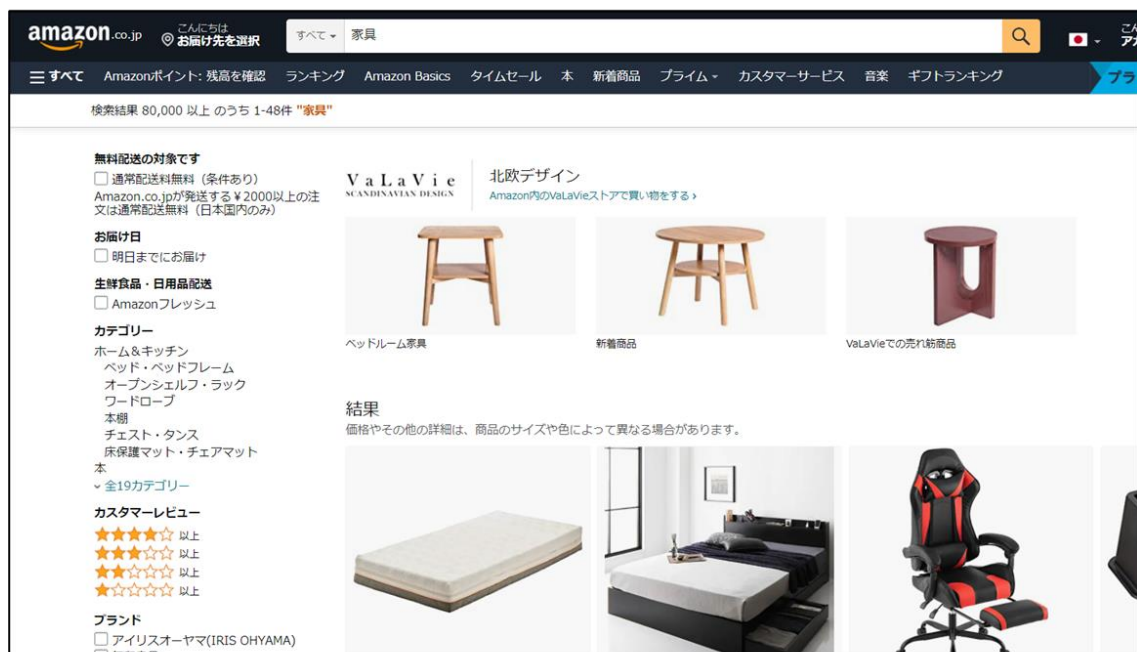 amazon.co.jp
こんにちは
お届け先を選択
すべて
家具
すべて
Amazonポイント: 残高を確認
ランキング
Amazon Basics
タイムセール
本
新着商品
プライム
カスタマーサービス
音楽
ギフトランキング
検索結果 80,000 以上 のうち 1-48件 "家具"
無料配送の対象です
通常配送料無料（条件あり）
Amazon.co.jpが発送する￥2000以上の注
文は通常配送無料（日本国内のみ）
お届け日
明日までにお届け
生鮮食品・日用品配送
Amazonフレッシュ
カテゴリー
ホーム＆キッチン
ベッド・ベッドフレーム
オープンシェルフ・ラック
ワードローブ
本棚
チェスト・タンス
床保護マット・チェアマット
本
全19カテゴリー
カスタマーレビュー
以上
以上
以上
以上
ブランド
アイリスオーヤマ(IRIS OHYAMA)
VaLaVie
SCANDINAVIAN DESIGN
北欧デザイン
Amazon内のVaLaVieストアで買い物をする ›
ベッドルーム家具
新着商品
VaLaVieでの売れ筋商品
結果
価格やその他の詳細は、商品のサイズや色によって異なる場合があります。